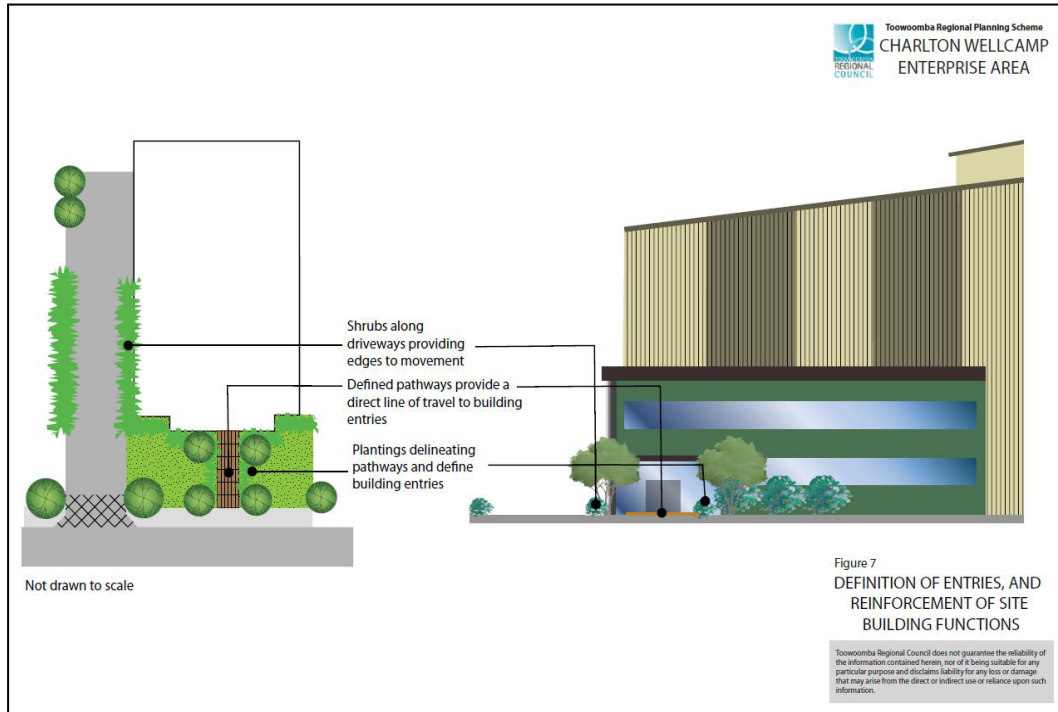 Toowoomba Regional Planning Scheme
CHARLTON WELLCAMP
ENTERPRISE AREA
TOOWOOMBA
REGIONAL
COUNCIL
Shrubs along
driveways providing
edges to movement
Defined pathways provide a
direct line of travel to building
entries
Plantings delineating
pathways and define
building entries
Not drawn to scale
Figure 7
DEFINITION OF ENTRIES, AND
REINFORCEMENT OF SITE
BUILDING FUNCTIONS
Toowoomba Regional Council does not guarantee the reliability of
the information contained herein, nor of it being suitable for any
particular purpose and disclaims liability for any loss or damage
that may arise from the direct or indirect use or reliance upon such
information.